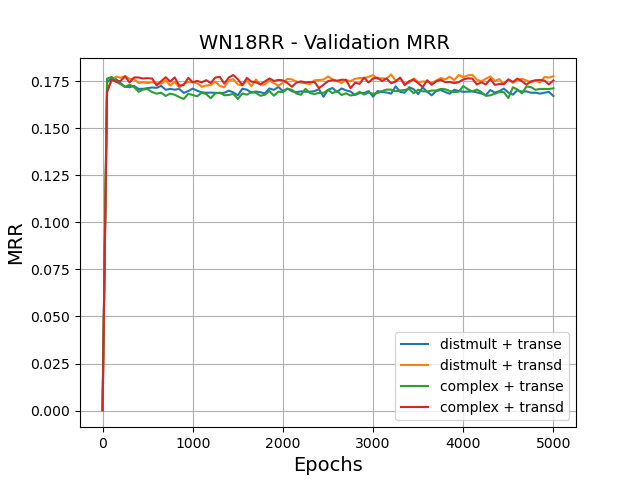 WN18RR - Validation MRR
MRR
0.175
0.150
0.125
0.100
0.075
0.050
0.025
0.000
distmult + transe
distmult + transd
complex + transe
complex + transd
0 1000 2000 3000 4000 5000
Epochs